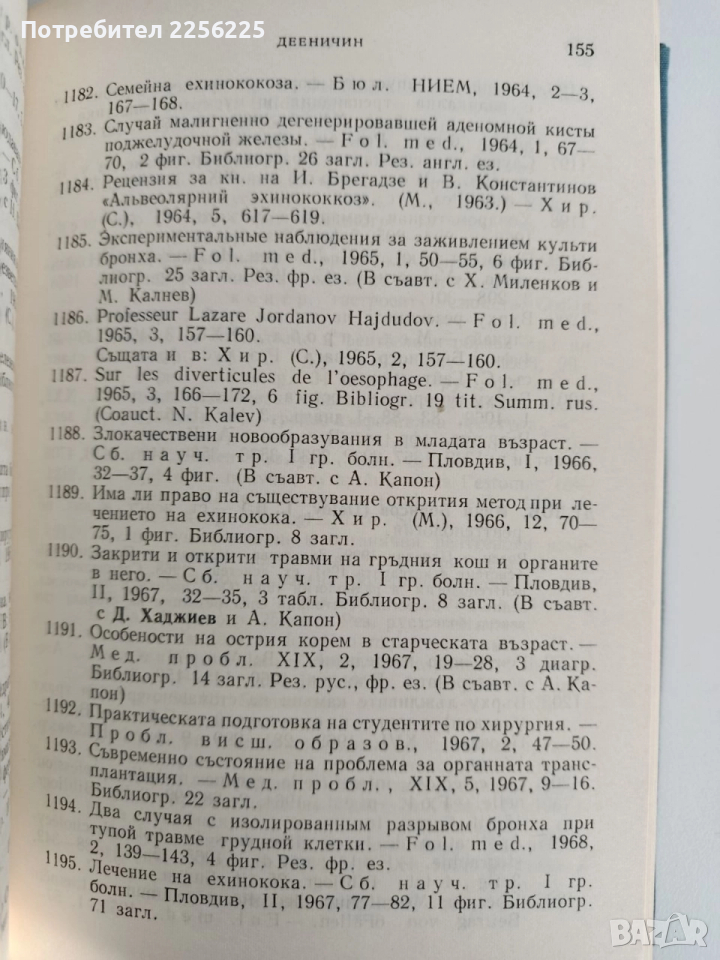 Потребител 2256225
ДЕЕНИЧИН
155
1182. Семейна ехинококоза. — Бюл. НИЕМ, 1964, 2—3,
167—168.
1183. Случай малигненно дегенерировавшей аденомной кисты
поджелудочной железы. — Fol. med., 1964, 1, 67—
70, 2 фиг. Библиогр. 26 загл. Рез. англ. ез.
1184. Рецензия за кн. на И. Брегадзе и В. Константинов
«Альвеолярний эхинококкоз». (М., 1963.) — Хир.
(С.), 1964, 5, 617—619.
1185. Экспериментальные наблюдения за заживлением культи
бронха. — Fol. med., 1965, 1, 50—55, 6 фиг. Биб-
лиогр. 25 загл. Рез. фр. ез. (В съавт. с Х. Миленков и
М. Калнев)
1186. Professeur Lazare Jordanov Hajdudov. — Fol. med.,
1965, 3, 157—160.
Същата и в: Хир. (С.), 1965, 2, 157—160.
1187. Sur les diverticules de l'oesophage. — Fol. med.,
1965, 3, 166—172, 6 fig. Bibliogr. 19 tit. Summ. rus.
(Coauct. N. Kalev)
1188. Злокачествени новообразувания в младата възраст. —
Сб. науч. тр. I гр. болн. — Пловдив, I, 1966,
32—37, 4 фиг. (В съавт. с А. Капон)
1189. Има ли право на съществуване открития метод при ле-
чението на ехинокока. — Хир. (М.), 1966, 12, 70—
75, 1 фиг. Библиогр. 8 загл.
1190. Закрити и открити травми на гръдния кош и органите
в него. — Сб. науч. тр. I гр. болн. — Пловдив,
II, 1967, 32—35, 3 табл. Библиогр. 8 загл. (В съавт.
с Д. Хаджиев и А. Капон)
1191. Особености на острия корем в старческата възраст. —
Мед. пробл. XIX, 2, 1967, 19—28, 3 диагр.
Библиогр. 14 загл. Рез. рус., фр. ез. (В съавт. с А. Ка-
пон)
1192. Практическата подготовка на студентите по хирургия. —
Пробл. висш. образов., 1967, 2, 47—50.
1193. Съвременно състояние на проблема за органната транс-
плантация. — Мед. пробл., XIX, 5, 1967, 9—16.
Библиогр. 22 загл.
1194. Два случая с изолированным разрывом бронха при
тупой травме грудной клетки. — Fol. med., 1968,
2, 139—143, 4 фиг. Рез. фр. ез.
1195. Лечение на ехинокока. — Сб. науч. тр. I гр.
болн. — Пловдив, II, 1967, 77—82, 11 фиг. Библиогр.
71 загл.
BAZAR